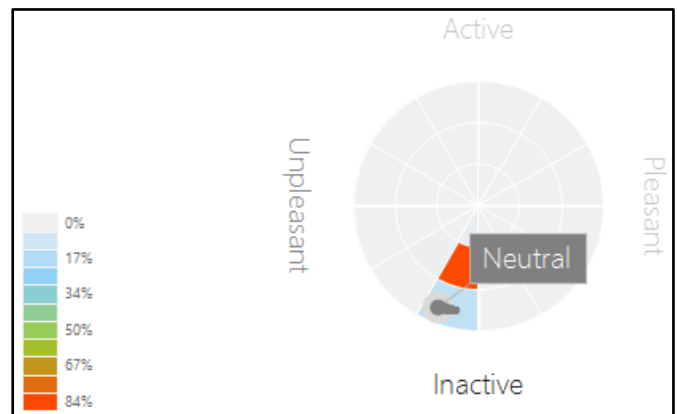 Active
Unpleasant
Pleasant
0%
17%
34%
50%
67%
84%
Neutral
Inactive